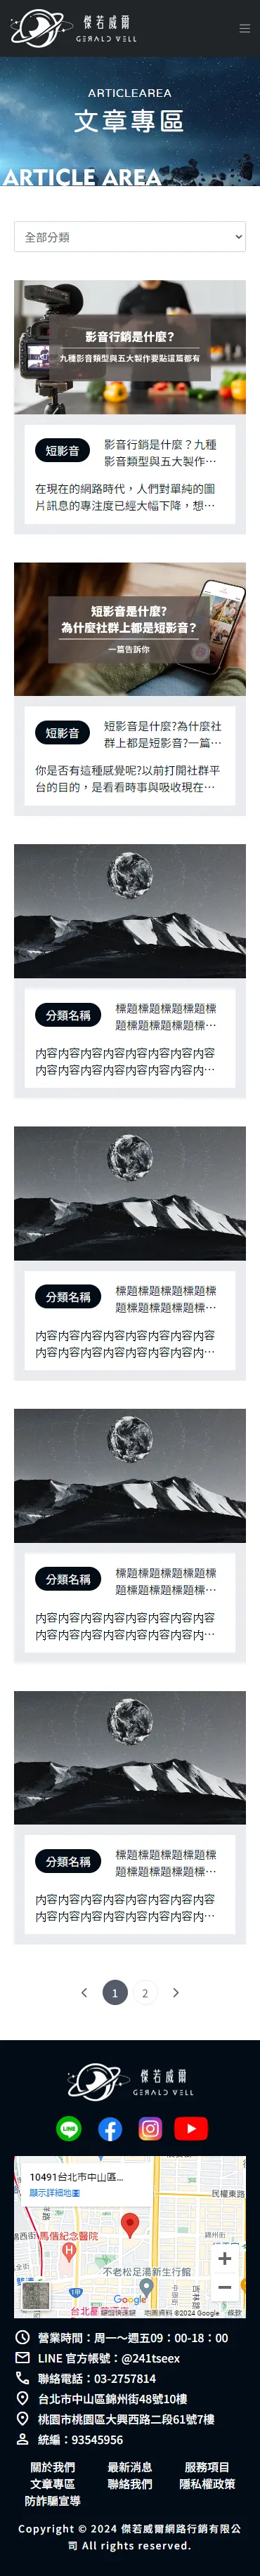 傑若威爾
GERALD WELL
ARTICLEAREA
文章專區
ARTICLE AREA
全部分類
影音行銷是什麼？
九種影音類型與五大製作要點這篇都有
短影音
影音行銷是什麼？九種
影音類型與五大製作…
在現在的網路時代，人們對單純的圖
片訊息的專注度已經大幅下降，想…
短影音是什麼?
為什麼社群上都是短影音?
一篇告訴你
短影音
短影音是什麼?為什麼社
群上都是短影音?一篇…
你是否有這種感覺呢?以前打開社群平
台的目的，是看看時事與吸收現在…
分類名稱
標題標題標題標題標
題標題標題標題標…
內容內容內容內容內容內容內容內容
內容內容內容內容內容內容內容內…
分類名稱
標題標題標題標題標
題標題標題標題標…
內容內容內容內容內容內容內容內容
內容內容內容內容內容內容內容內…
分類名稱
標題標題標題標題標
題標題標題標題標…
內容內容內容內容內容內容內容內容
內容內容內容內容內容內容內容內…
分類名稱
標題標題標題標題標
題標題標題標題標…
內容內容內容內容內容內容內容內容
內容內容內容內容內容內容內容內…
1 2
傑若威爾
GERALD WELL
LINE
10491台北市中山區...
顯示詳細地圖
民權東路
錦州街
馬偕紀念醫院
不老松足湯新生行館
台北
Google
鍵盤快速鍵 地圖資料 ©2024 Google 條款
營業時間：周一～週五09：00-18：00
LINE 官方帳號：@241tseex
聯絡電話：03-2757814
台北市中山區錦州街48號10樓
桃園市桃園區大興西路二段61號7樓
統編：93545956
關於我們 最新消息 服務項目
文章專區 聯絡我們 隱私權政策
防詐騙宣導
Copyright © 2024 傑若威爾網路行銷有限公
司 All rights reserved.